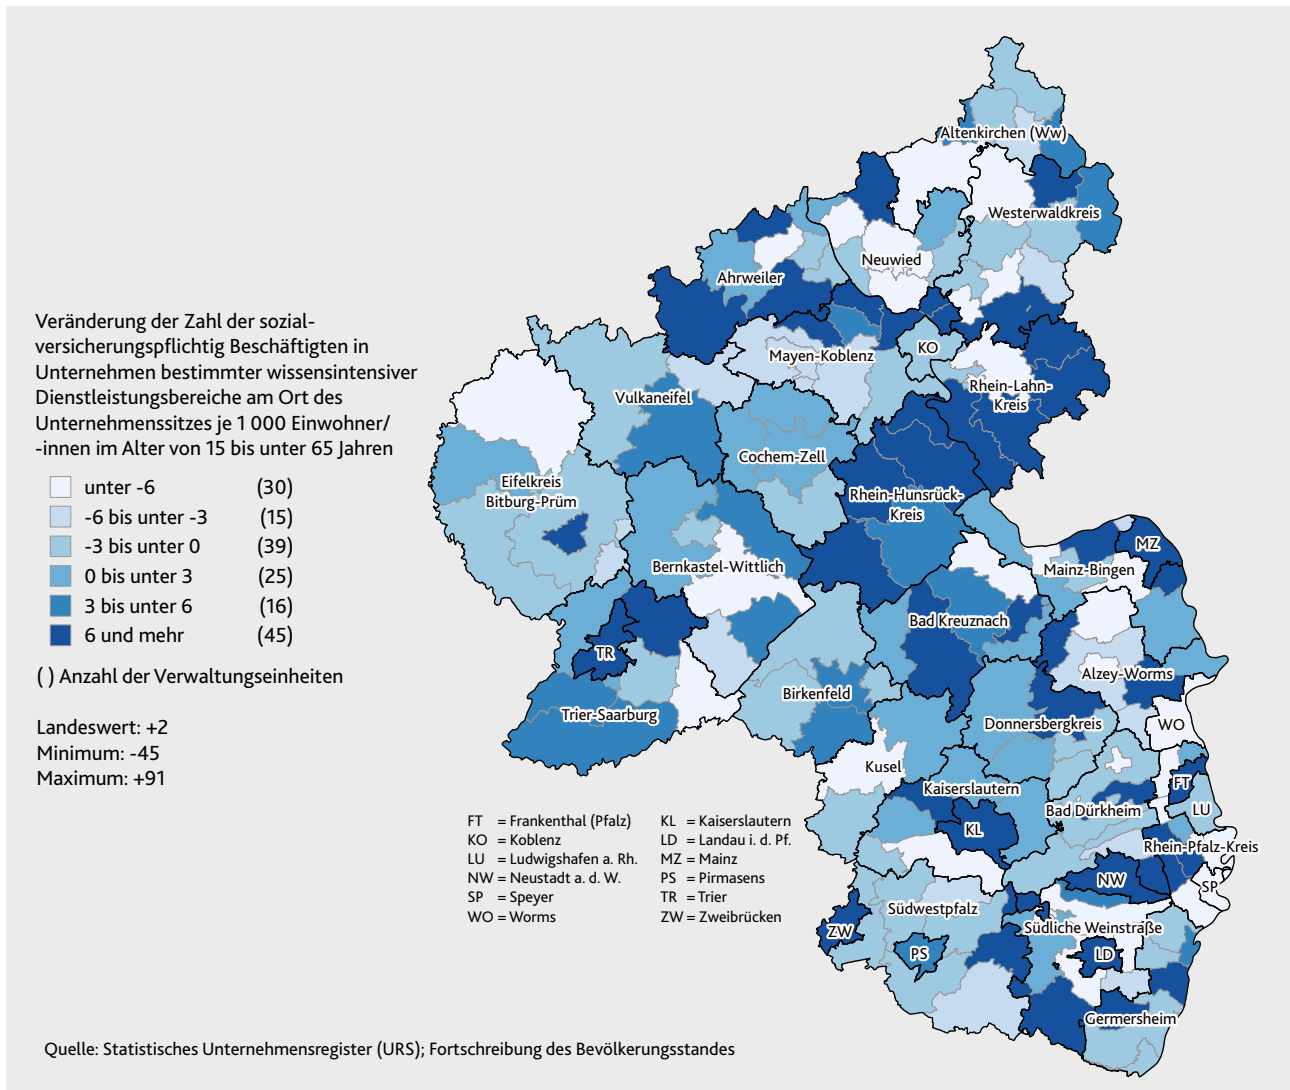 Altenkirchen (Ww)
Westerwaldkreis
Neuwied
Ahrweiler
Mayen-Koblenz
KO
Rhein-Lahn-
Kreis
Vulkaneifel
Cochem-Zell
Eifelkreis
Bitburg-Prüm
Rhein-Hunsrück-
Kreis
Bernkastel-Wittlich
MZ
Mainz-Bingen
Bad Kreuznach
TR
Alzey-Worms
Birkenfeld
Trier-Saarburg
Donnersbergkreis
WO
Kusel
Kaiserslautern
FT
Bad Dürkheim
LU
KL
Rhein-Pfalz-Kreis
NW
SP
Südwestpfalz
Südliche Weinstraße
ZW
PS
LD
Germersheim
Veränderung der Zahl der sozial-
versicherungspflichtig Beschäftigten in
Unternehmen bestimmter wissensintensiver
Dienstleistungsbereiche am Ort des
Unternehmenssitzes je 1 000 Einwohner/
-innen im Alter von 15 bis unter 65 Jahren
unter -6 (30)
-6 bis unter -3 (15)
-3 bis unter 0 (39)
0 bis unter 3 (25)
3 bis unter 6 (16)
6 und mehr (45)
( ) Anzahl der Verwaltungseinheiten
Landeswert: +2
Minimum: -45
Maximum: +91
FT = Frankenthal (Pfalz) KL = Kaiserslautern
KO = Koblenz LD = Landau i. d. Pf.
LU = Ludwigshafen a. Rh. MZ = Mainz
NW = Neustadt a. d. W. PS = Pirmasens
SP = Speyer TR = Trier
WO = Worms ZW = Zweibrücken
Quelle: Statistisches Unternehmensregister (URS); Fortschreibung des Bevölkerungsstandes